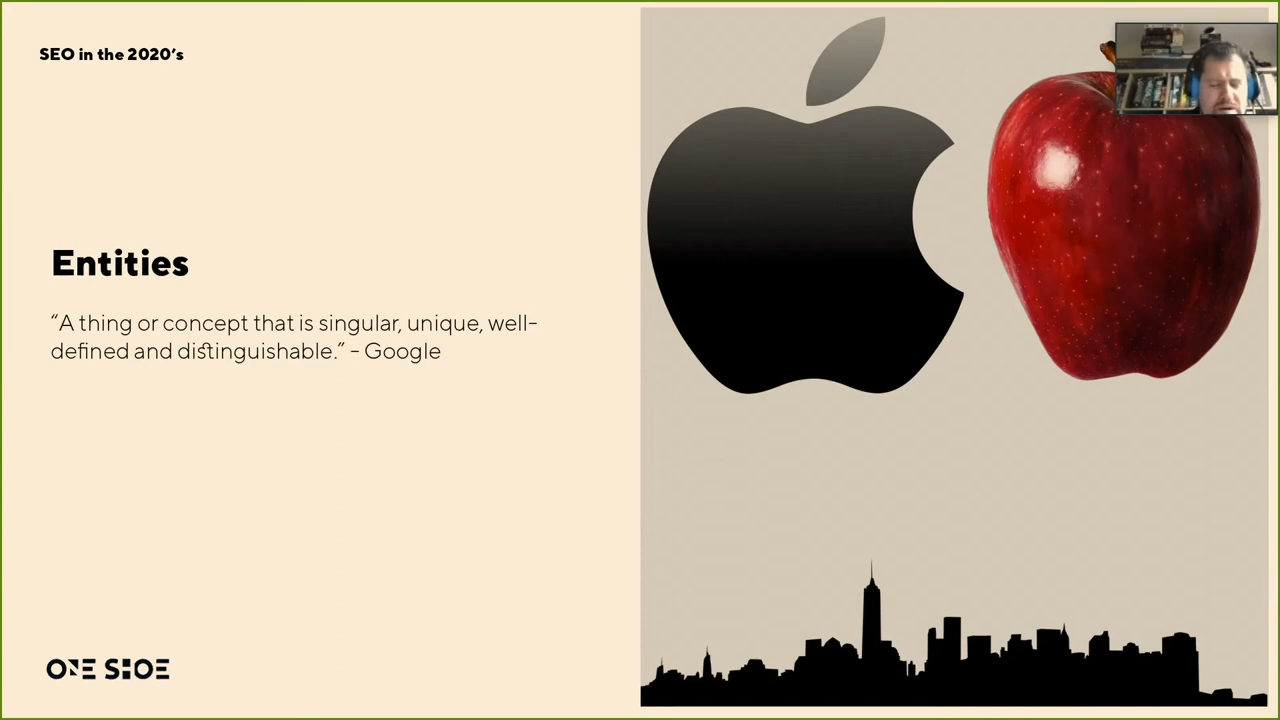 SEO in the 2020’s
Entities
“A thing or concept that is singular, unique, well-
defined and distinguishable.” - Google
ONE SHOE